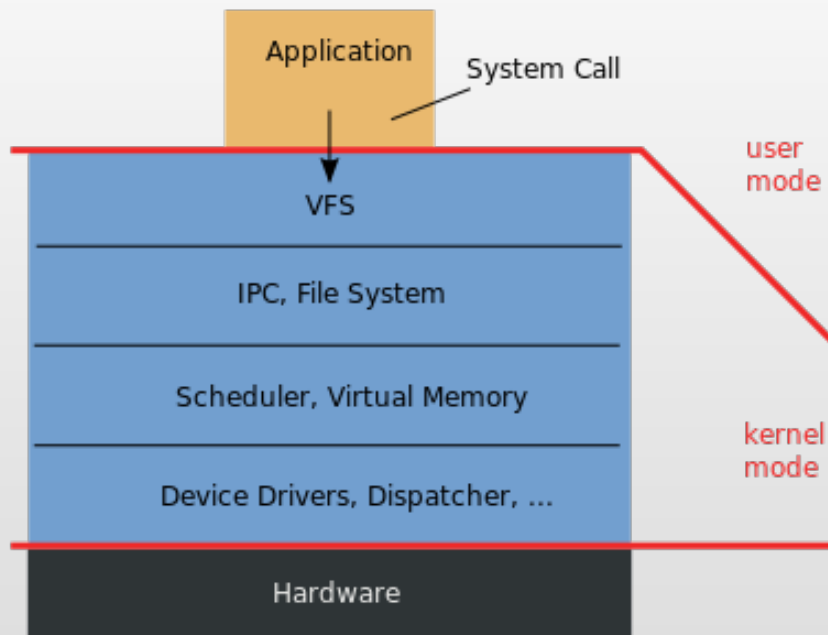 Application
System Call
user
mode
VFS
IPC, File System
Scheduler, Virtual Memory
kernel
mode
Device Drivers, Dispatcher, ...
Hardware